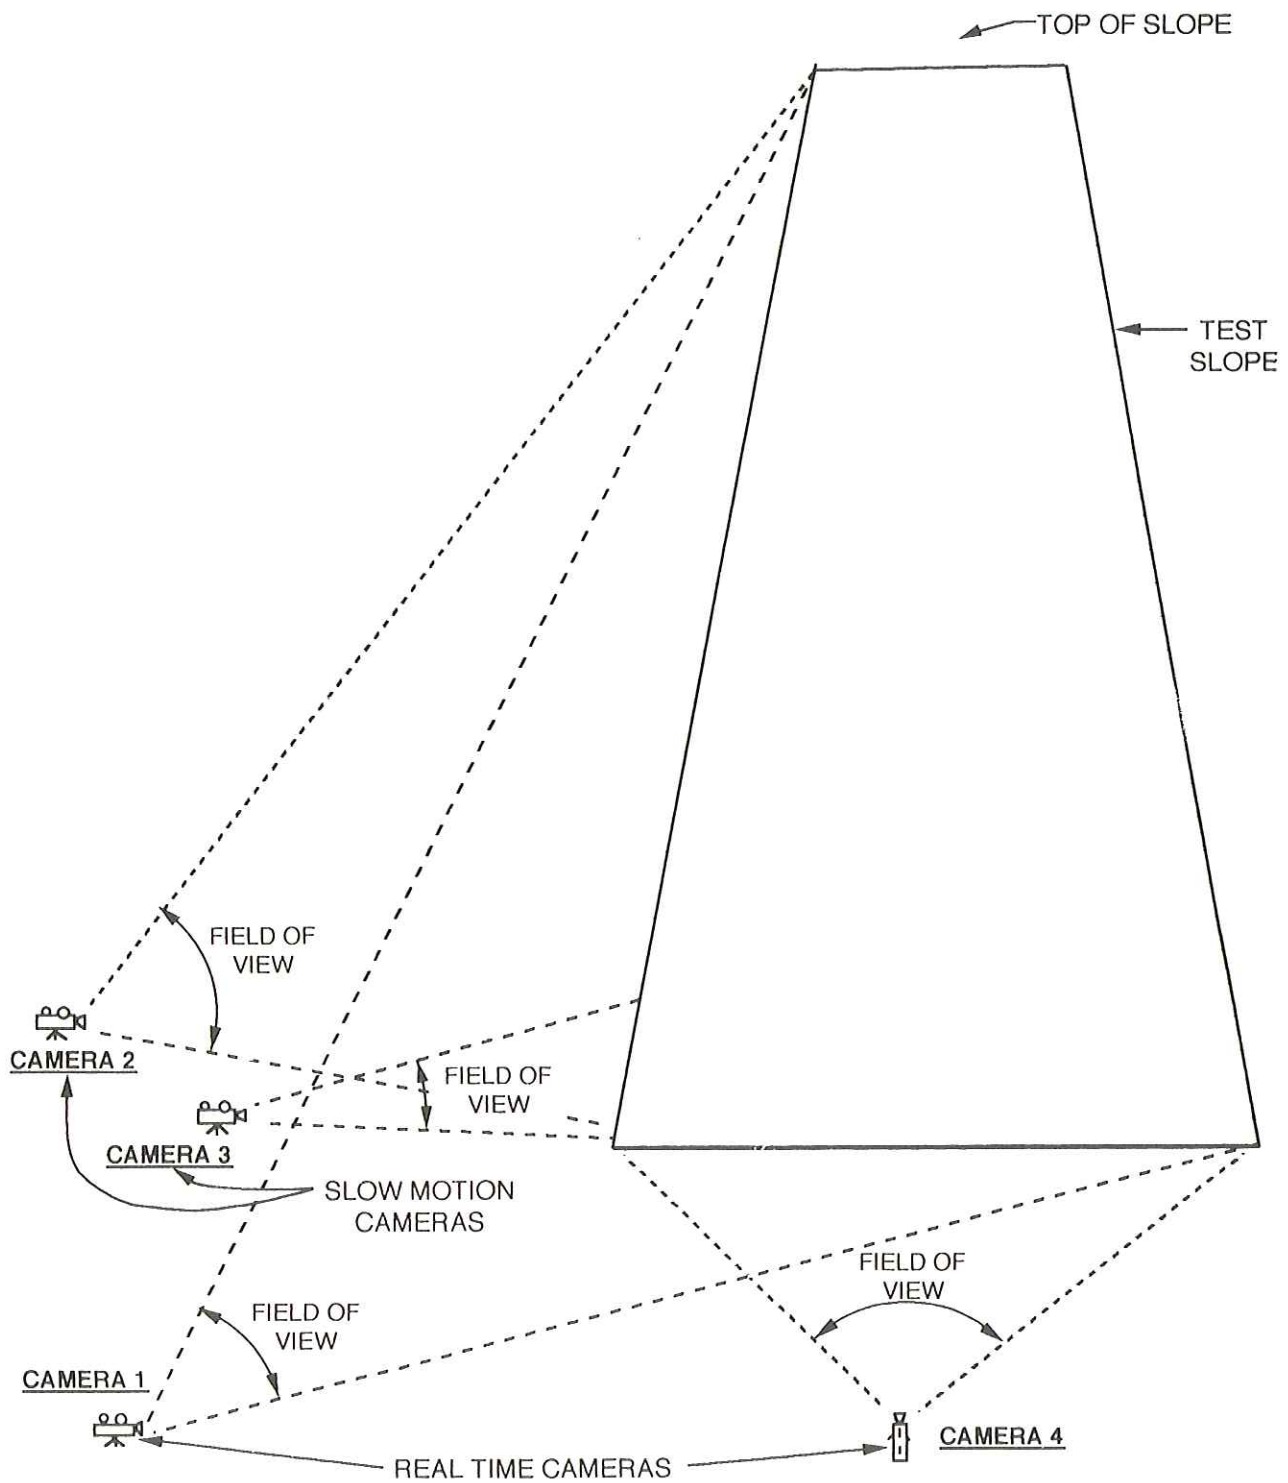 TOP OF SLOPE
TEST
SLOPE
FIELD OF
VIEW
CAMERA 2
FIELD OF
VIEW
CAMERA 3
SLOW MOTION
CAMERAS
FIELD OF
VIEW
FIELD OF
VIEW
CAMERA 1
CAMERA 4
REAL TIME CAMERAS